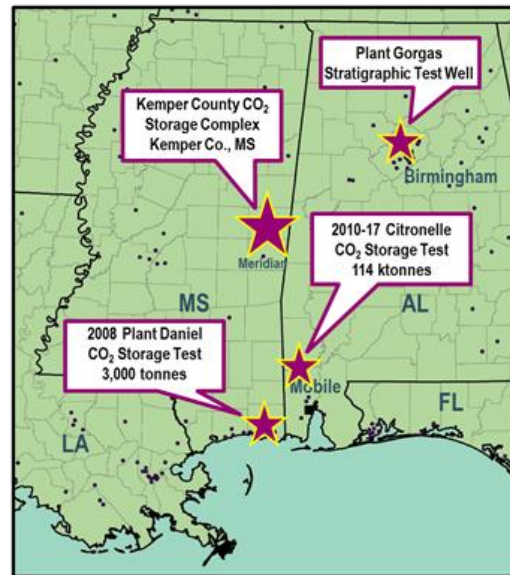 Plant Gorgas
Stratigraphic Test Well
Kemper County CO₂
Storage Complex
Kemper Co., MS
Birmingham
2010-17 Citronelle
CO₂ Storage Test
114 ktonnes
Meridian
MS
AL
2008 Plant Daniel
CO₂ Storage Test
3,000 tonnes
Mobile
FL
LA